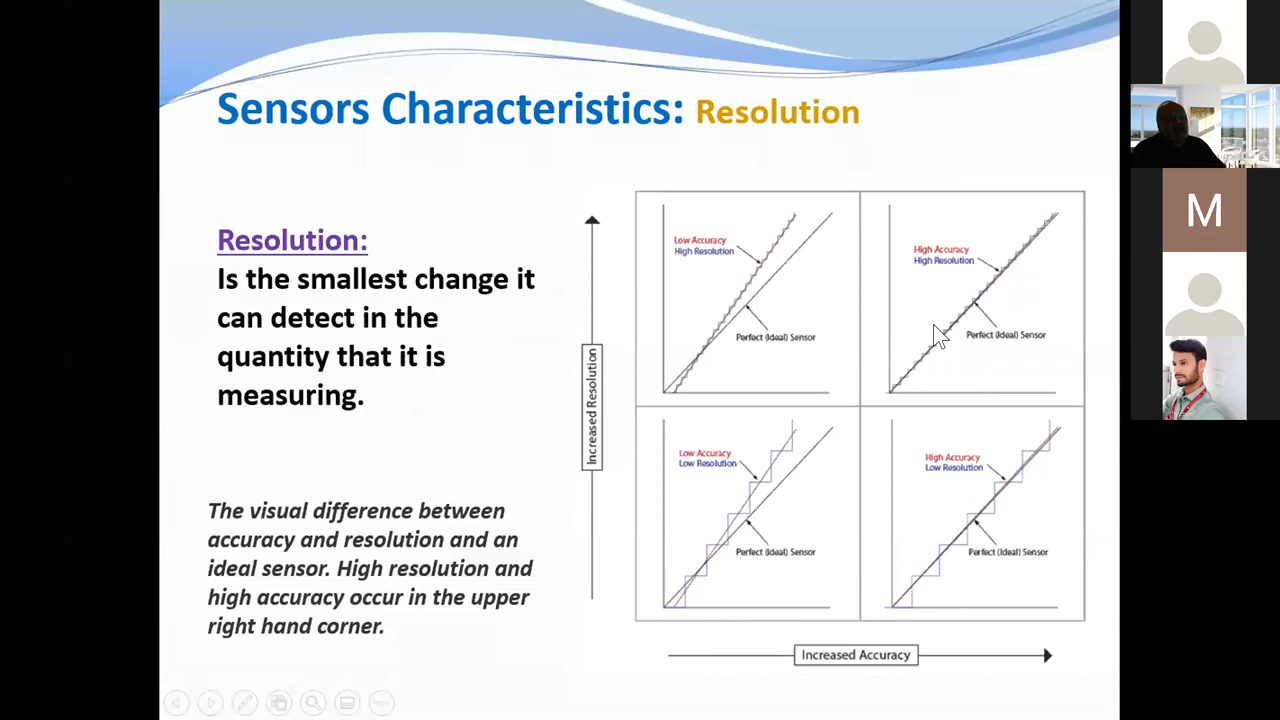 Sensors Characteristics: Resolution
Resolution:
Is the smallest change it
can detect in the
quantity that it is
measuring.
The visual difference between
accuracy and resolution and an
ideal sensor. High resolution and
high accuracy occur in the upper
right hand corner.
Increased Resolution
Low Accuracy
High Resolution
Perfect (Ideal) Sensor
High Accuracy
High Resolution
Perfect (Ideal) Sensor
Low Accuracy
Low Resolution
Perfect (Ideal) Sensor
High Accuracy
Low Resolution
Perfect (Ideal) Sensor
Increased Accuracy
M